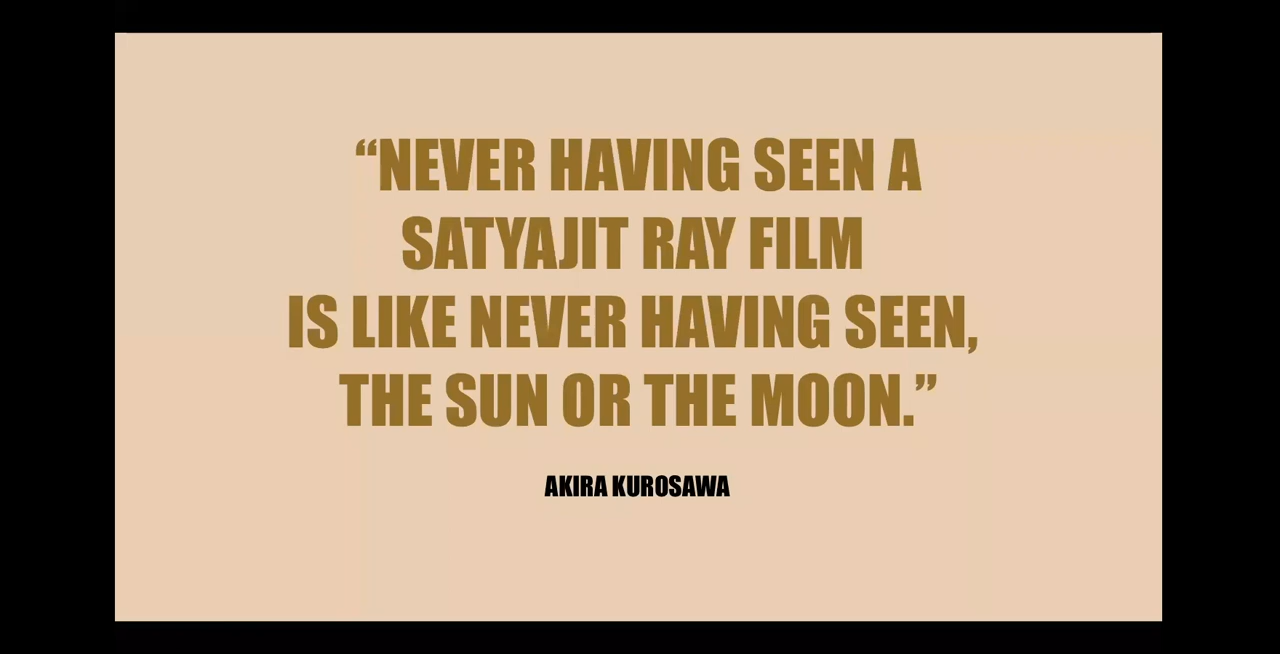 “NEVER HAVING SEEN A
SATYAJIT RAY FILM
IS LIKE NEVER HAVING SEEN,
THE SUN OR THE MOON.”
AKIRA KUROSAWA